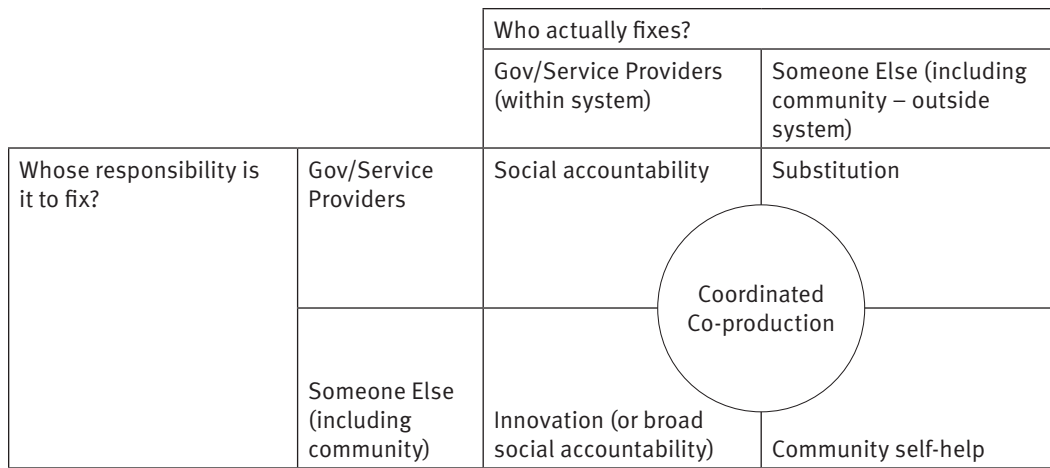 Who actually fixes?
Gov/Service Providers
(within system)
Someone Else (including
community – outside
system)
Whose responsibility is
it to fix?
Gov/Service
Providers
Social accountability
Substitution
Coordinated
Co-production
Someone Else
(including
community)
Innovation (or broad
social accountability)
Community self-help